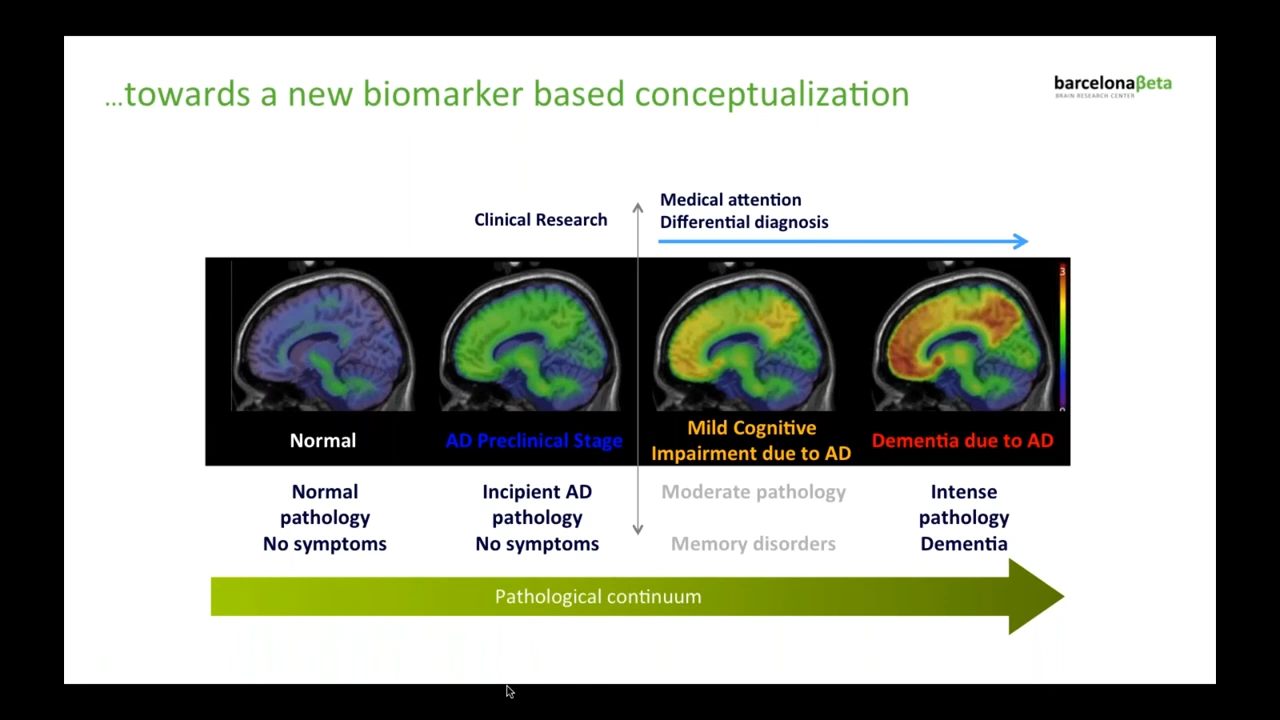 ...towards a new biomarker based conceptualization
barcelonaβeta
BRAIN RESEARCH CENTER
Clinical Research
Medical attention
Differential diagnosis
3
0
Normal
AD Preclinical Stage
Mild Cognitive
Impairment due to AD
Dementia due to AD
Normal
pathology
No symptoms
Incipient AD
pathology
No symptoms
Moderate pathology
Memory disorders
Intense
pathology
Dementia
Pathological continuum